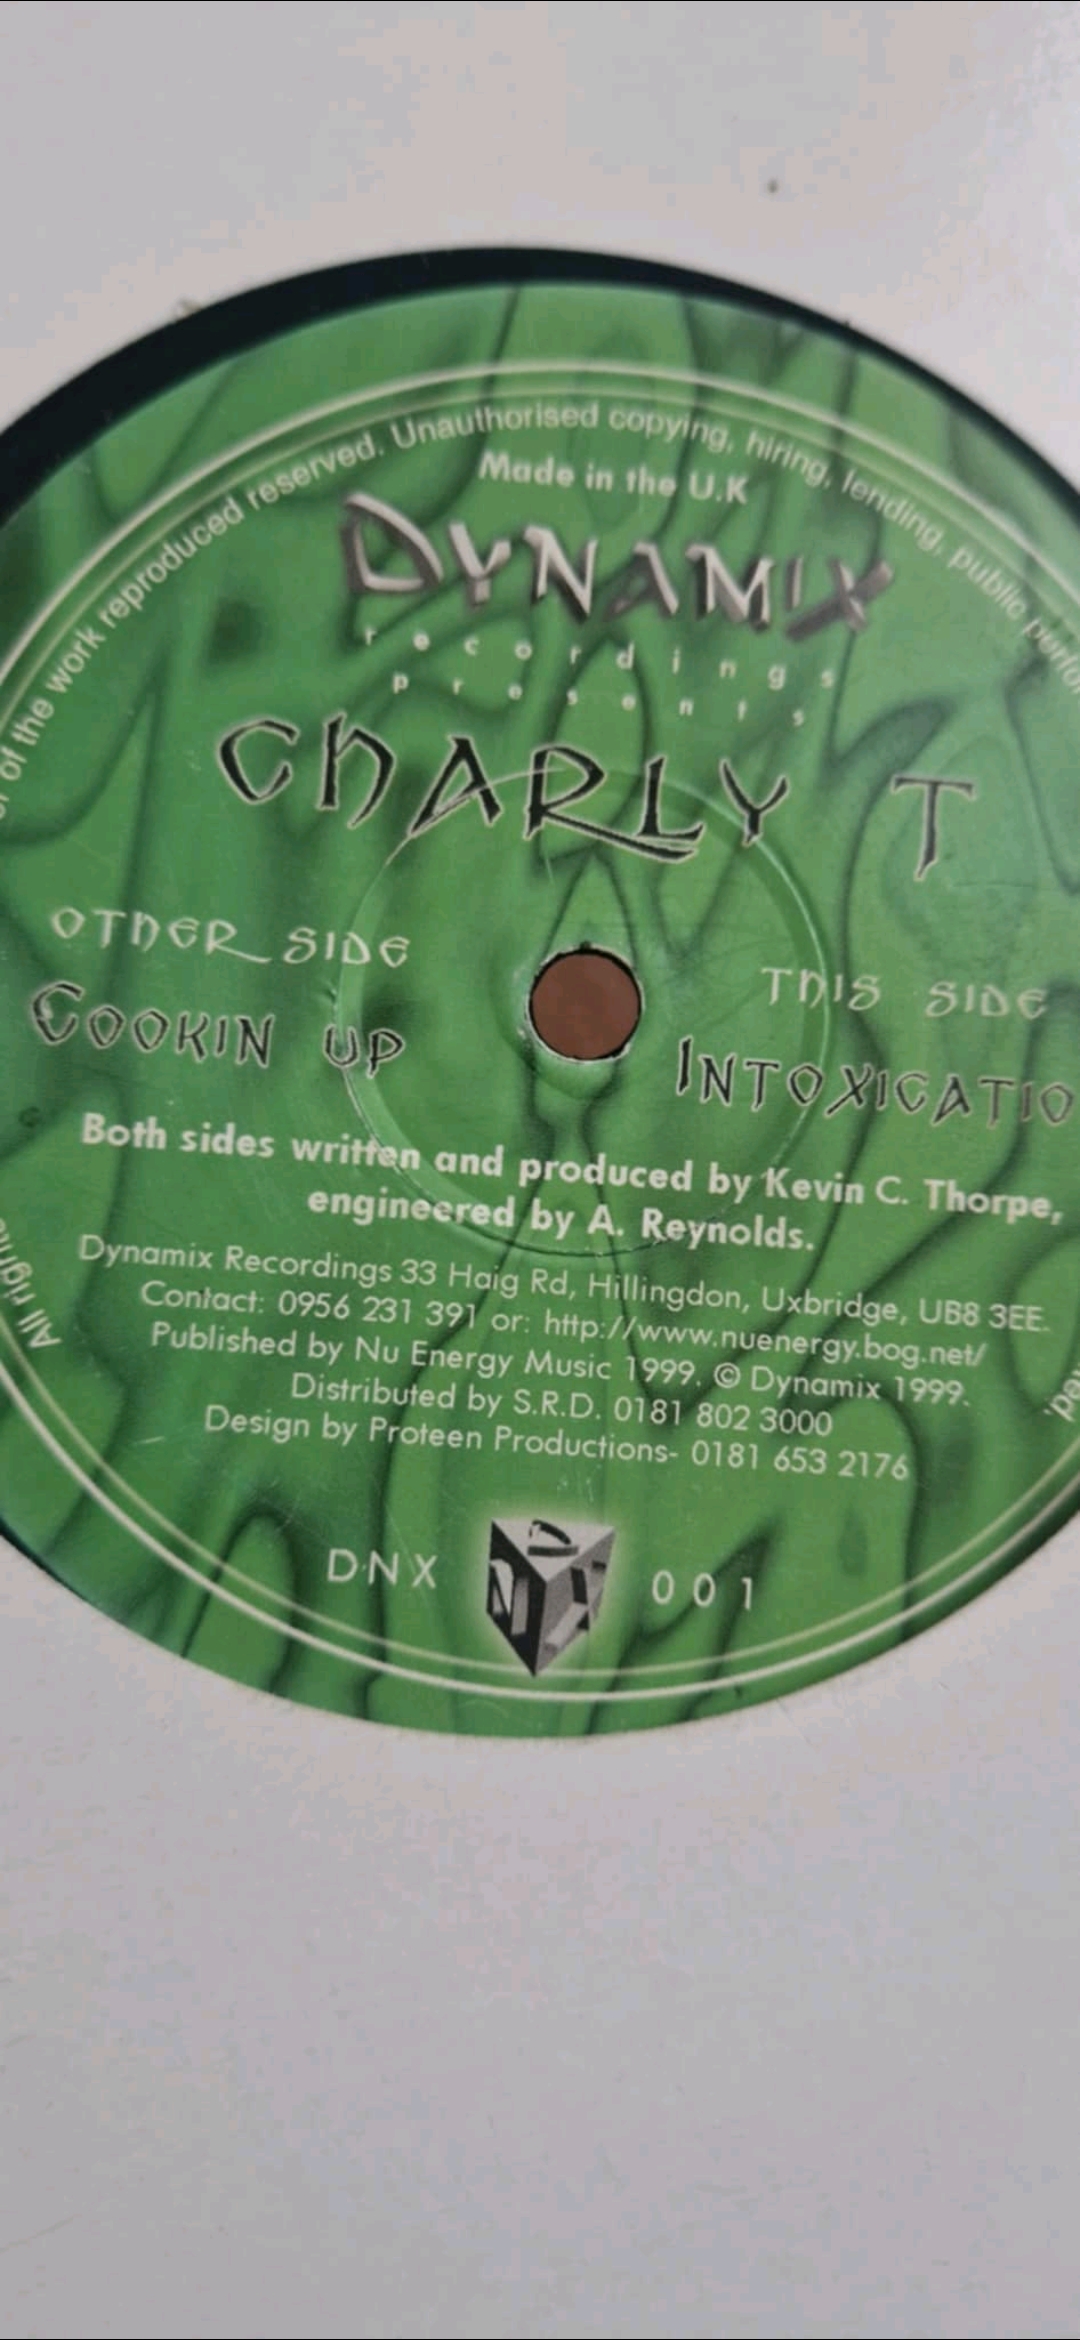 of the work reproduced reserved. Unauthorised copying, hiring, lending, public
Made in the U.K
DYNAMIX
recordings
presents
CHARLY T
OTHER SIDE
COOKIN UP
THIS SIDE
INTOXICATIO
Both sides written and produced by Kevin C. Thorpe,
engineered by A. Reynolds.
Dynamix Recordings 33 Haig Rd, Hillingdon, Uxbridge, UB8 3EE.
Contact: 0956 231 391 or: http://www.nuenergy.bog.net/
Published by Nu Energy Music 1999. © Dynamix 1999.
Distributed by S.R.D. 0181 802 3000
Design by Proteen Productions- 0181 653 2176
DNX 001
All rights